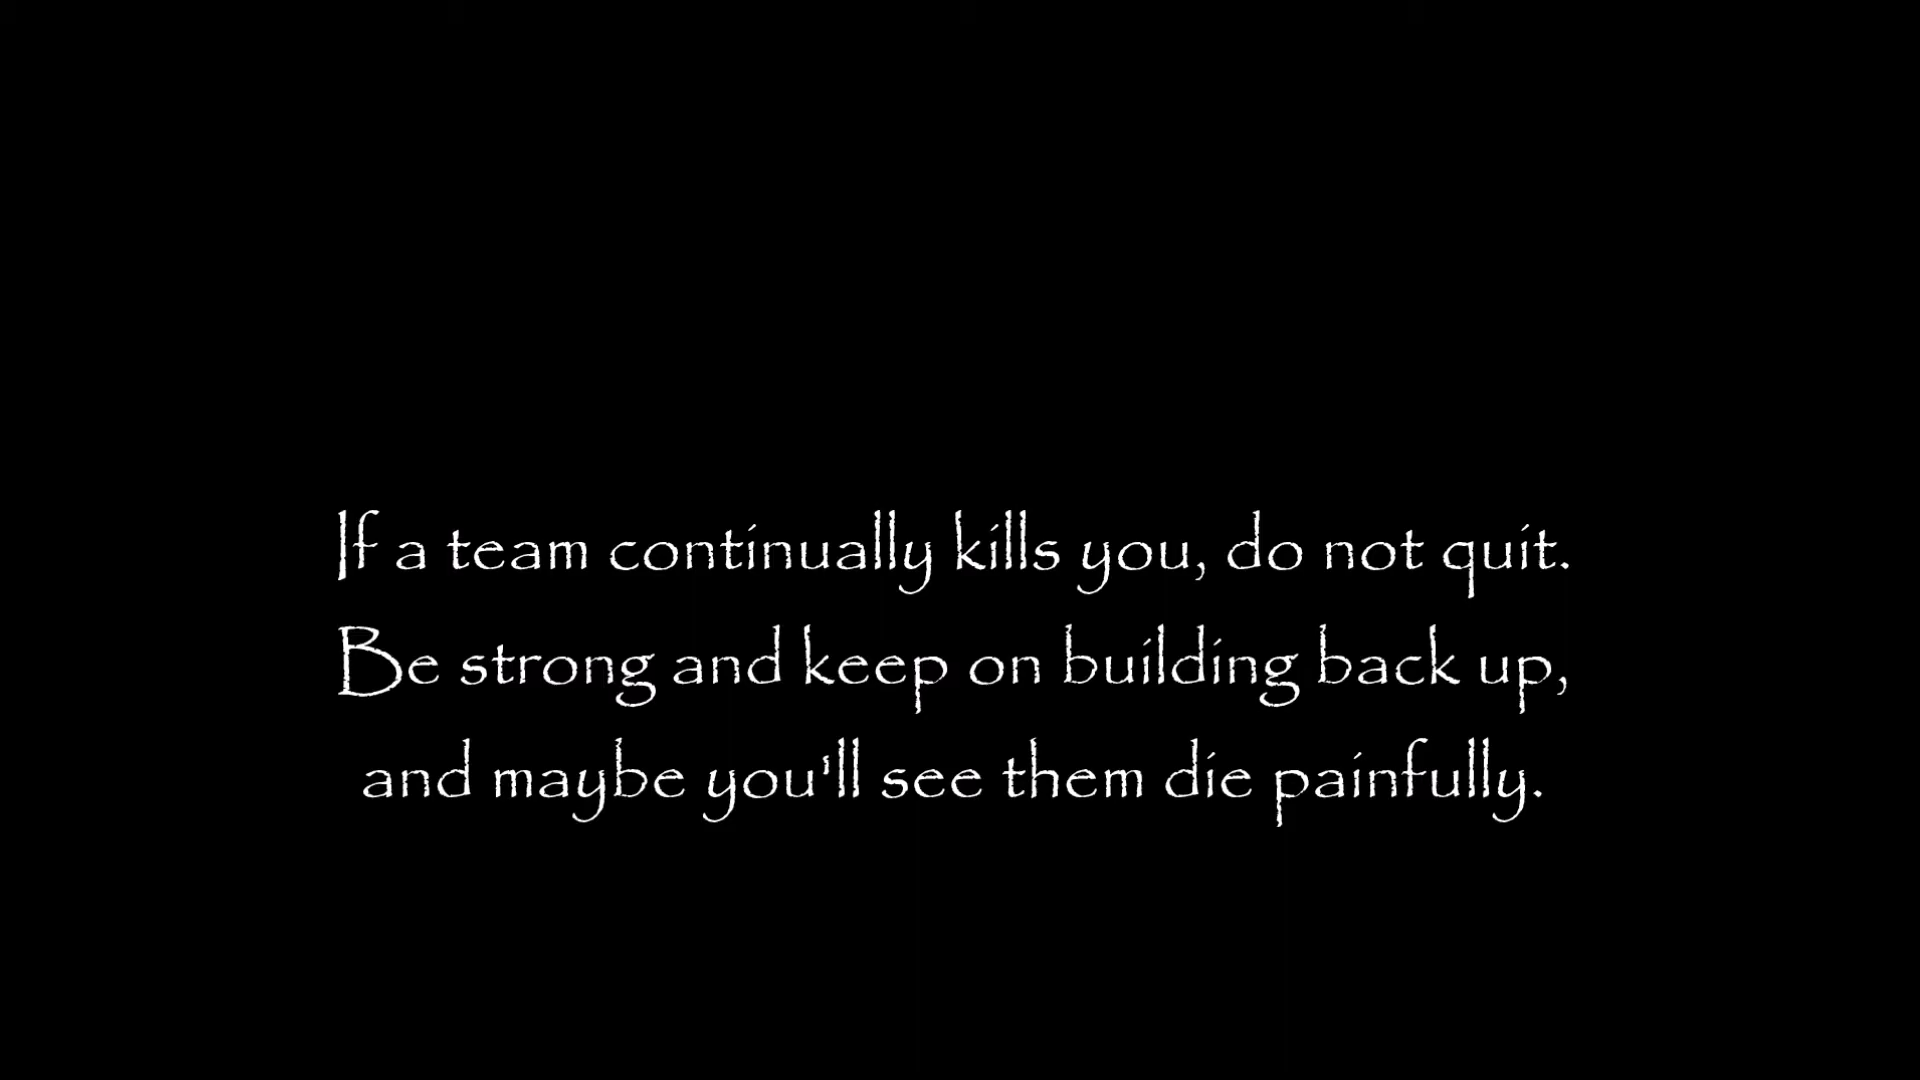 If a team continually kills you, do not quit.
Be strong and keep on building back up,
and maybe you'll see them die painfully.